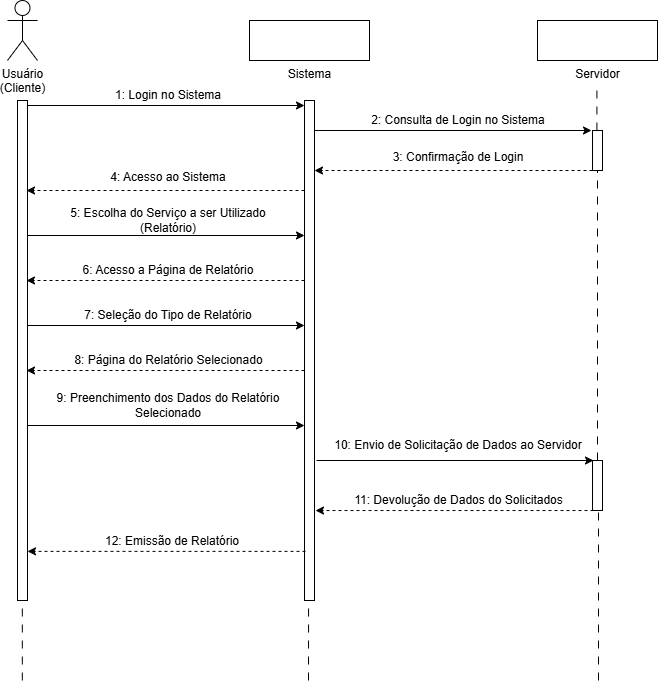 Usuário
(Cliente)
Sistema
Servidor
1: Login no Sistema
2: Consulta de Login no Sistema
3: Confirmação de Login
4: Acesso ao Sistema
5: Escolha do Serviço a ser Utilizado
(Relatório)
6: Acesso a Página de Relatório
7: Seleção do Tipo de Relatório
8: Página do Relatório Selecionado
9: Preenchimento dos Dados do Relatório
Selecionado
10: Envio de Solicitação de Dados ao Servidor
11: Devolução de Dados do Solicitados
12: Emissão de Relatório